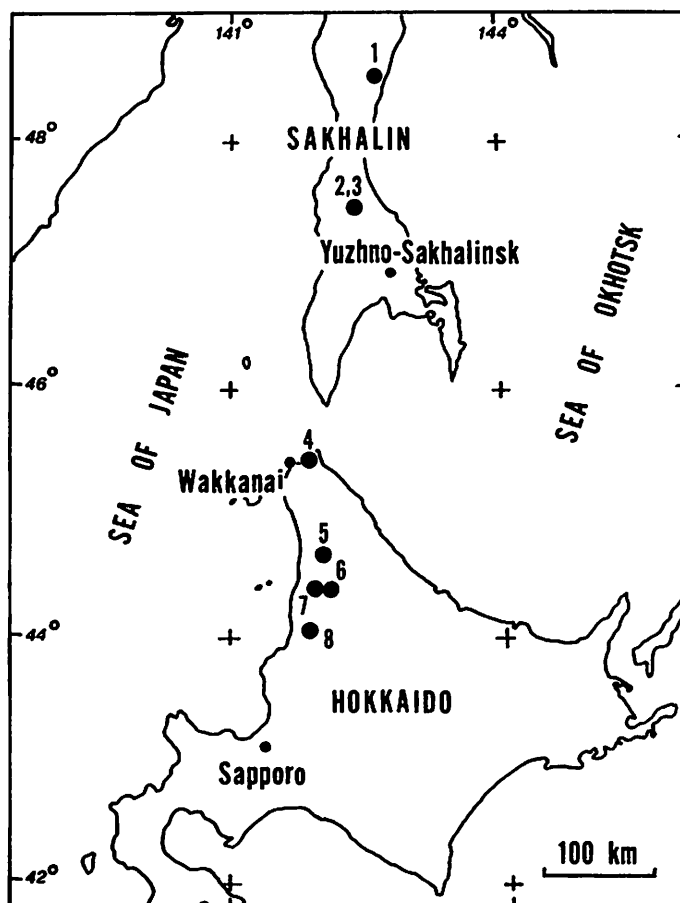 141° 144°
1
48°
SAKHALIN
2,3
Yuzhno-Sakhalinsk
SEA OF OKHOTSK
46°
SEA OF JAPAN
4
Wakkanai
5
6
7
44°
8
HOKKAIDO
Sapporo
100 km
42°